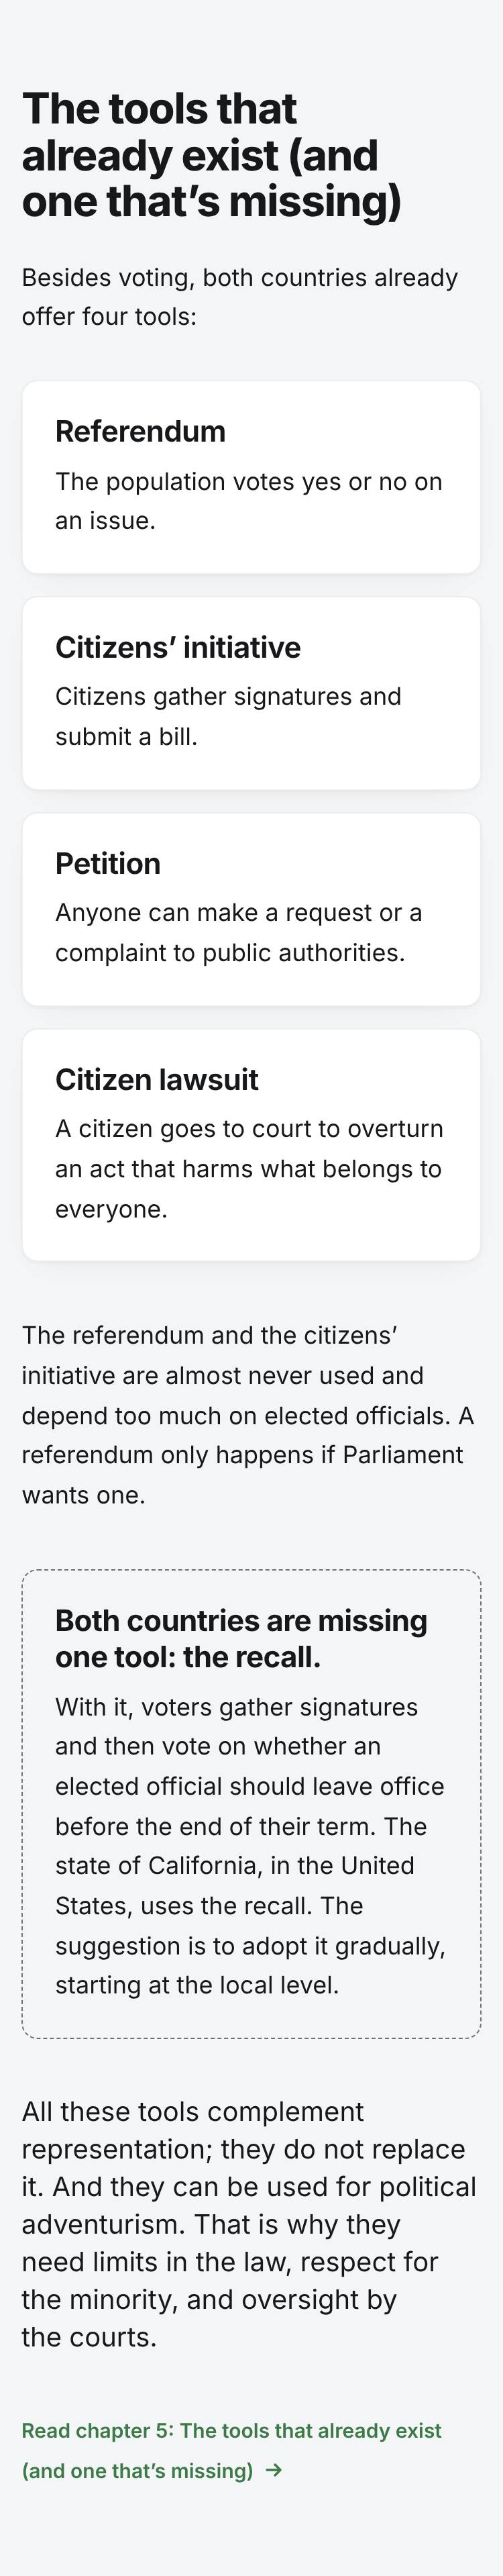 The tools that
already exist (and
one that’s missing)
Besides voting, both countries already
offer four tools:
Referendum
The population votes yes or no on
an issue.
Citizens’ initiative
Citizens gather signatures and
submit a bill.
Petition
Anyone can make a request or a
complaint to public authorities.
Citizen lawsuit
A citizen goes to court to overturn
an act that harms what belongs to
everyone.
The referendum and the citizens’
initiative are almost never used and
depend too much on elected officials. A
referendum only happens if Parliament
wants one.
Both countries are missing
one tool: the recall.
With it, voters gather signatures
and then vote on whether an
elected official should leave office
before the end of their term. The
state of California, in the United
States, uses the recall. The
suggestion is to adopt it gradually,
starting at the local level.
All these tools complement
representation; they do not replace
it. And they can be used for political
adventurism. That is why they
need limits in the law, respect for
the minority, and oversight by
the courts.
Read chapter 5: The tools that already exist
(and one that’s missing) →